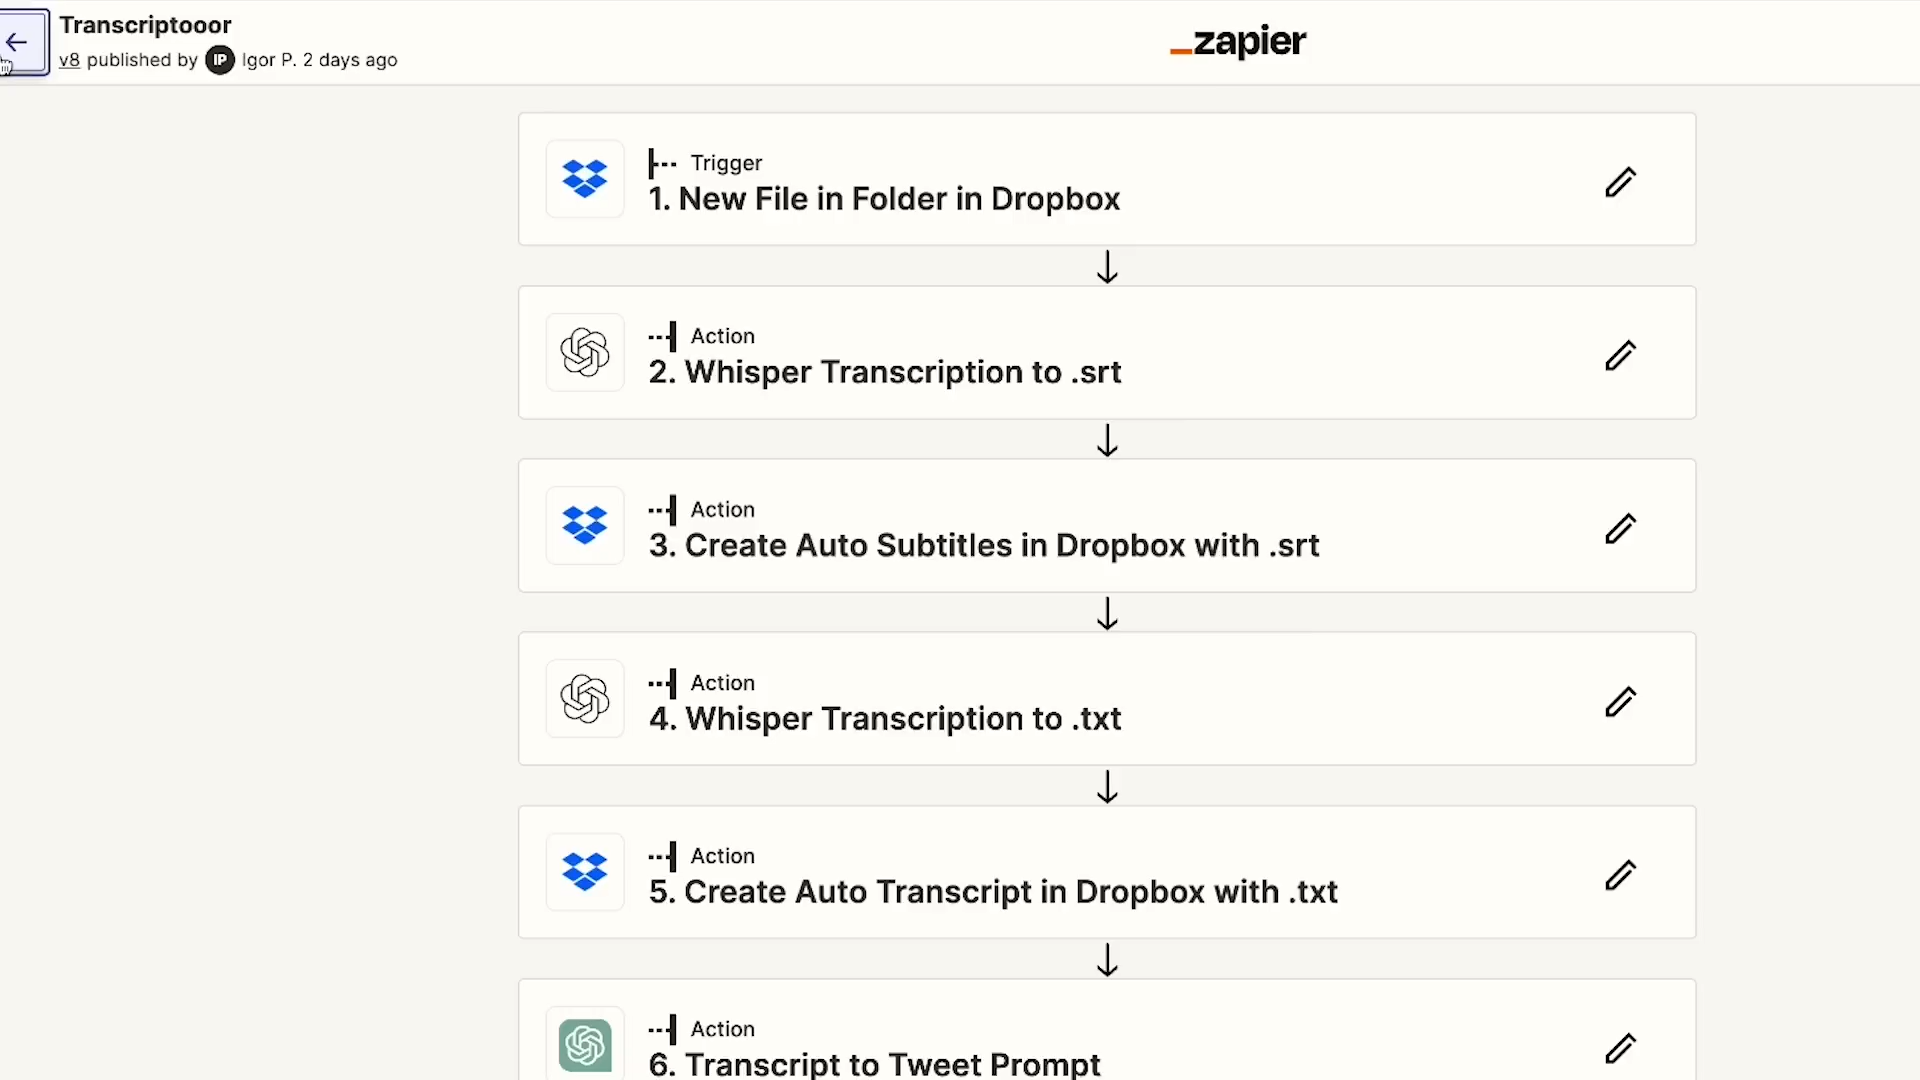 Transcriptooor
v8 published by IP Igor P. 2 days ago
zapier
Trigger
1. New File in Folder in Dropbox
Action
2. Whisper Transcription to .srt
Action
3. Create Auto Subtitles in Dropbox with .srt
Action
4. Whisper Transcription to .txt
Action
5. Create Auto Transcript in Dropbox with .txt
Action
6. Transcript to Tweet Prompt